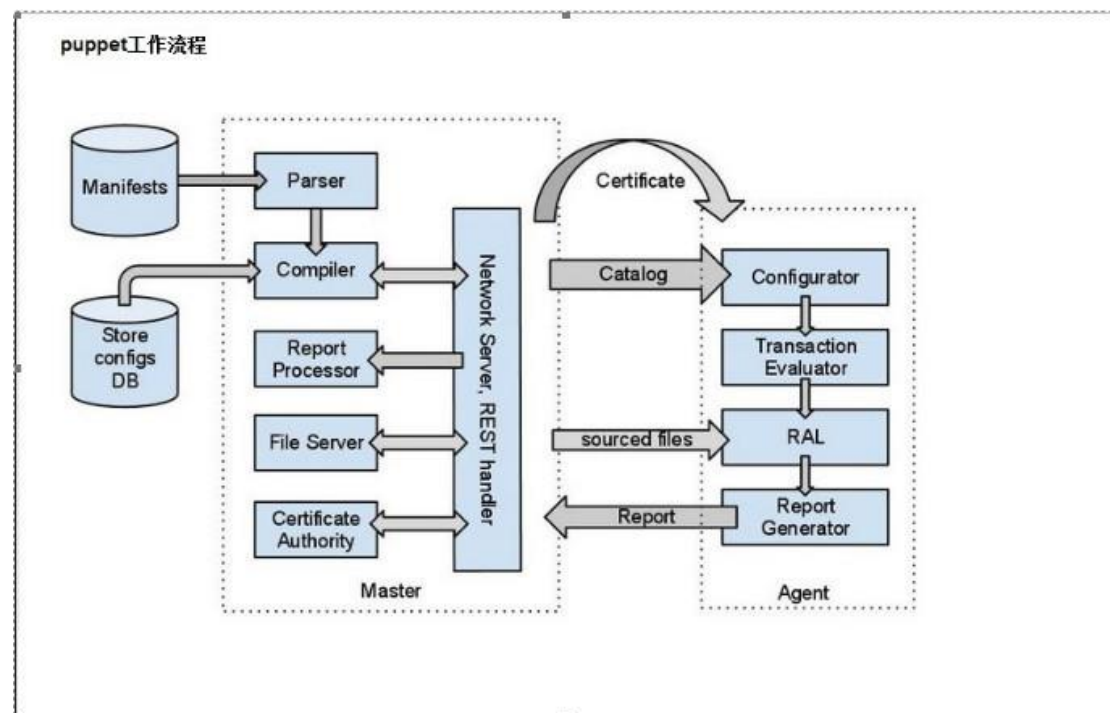 puppet工作流程
Manifests
Parser
Compiler
Store
configs
DB
Report
Processor
File Server
Certificate
Authority
Network Server, REST handler
Master
Certificate
Catalog
sourced files
Report
Configurator
Transaction
Evaluator
RAL
Report
Generator
Agent